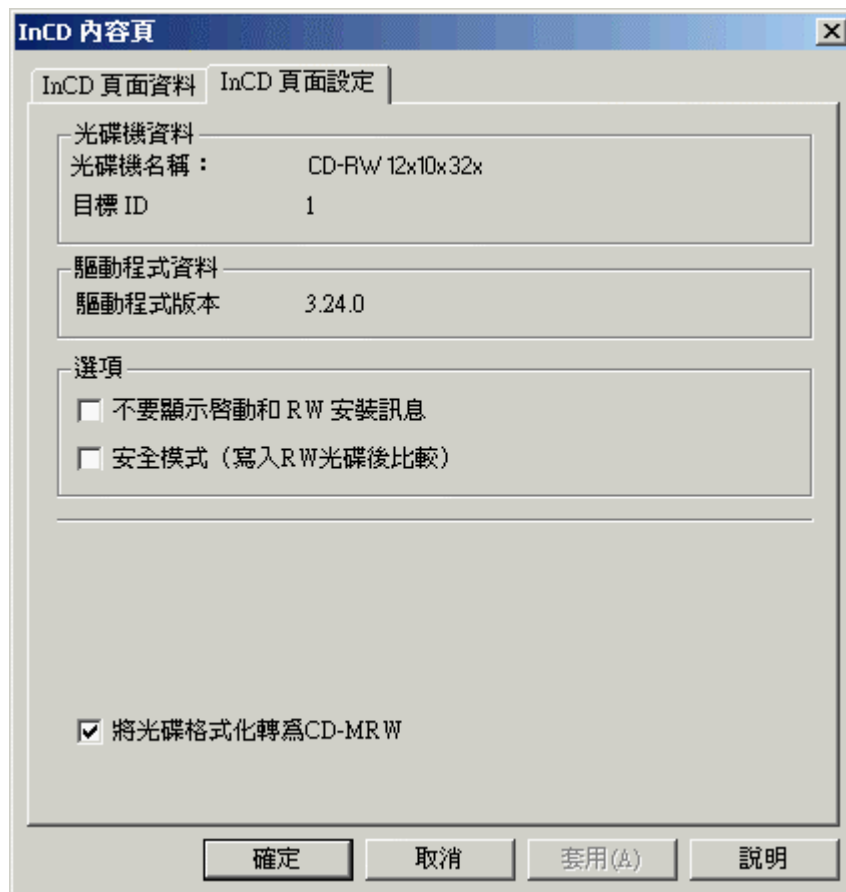 InCD 內容頁
InCD 頁面資料
InCD 頁面設定
光碟機資料
光碟機名稱： CD-RW 12x10x32x
目標 ID 1
驅動程式資料
驅動程式版本 3.24.0
選項
不要顯示啓動和 RW 安裝訊息
安全模式（寫入RW光碟後比較）
將光碟格式化轉爲CD-MRW
確定 取消 套用(A) 說明